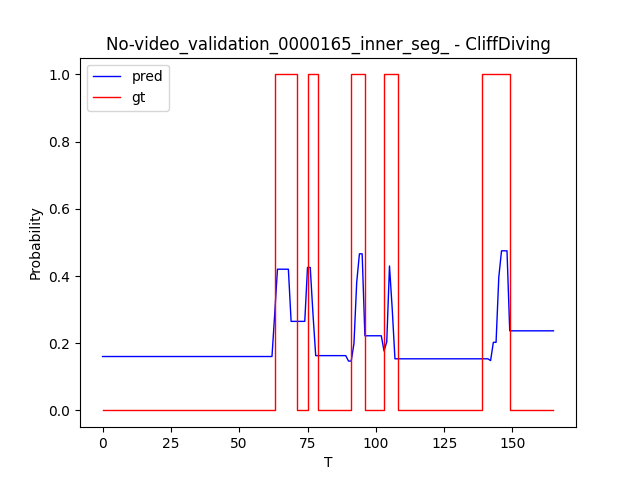 No-video_validation_0000165_inner_seg_ - CliffDiving
pred
gt
1.0
0.8
0.6
0.4
0.2
0.0
Probability
0
25
50
75
100
125
150
T